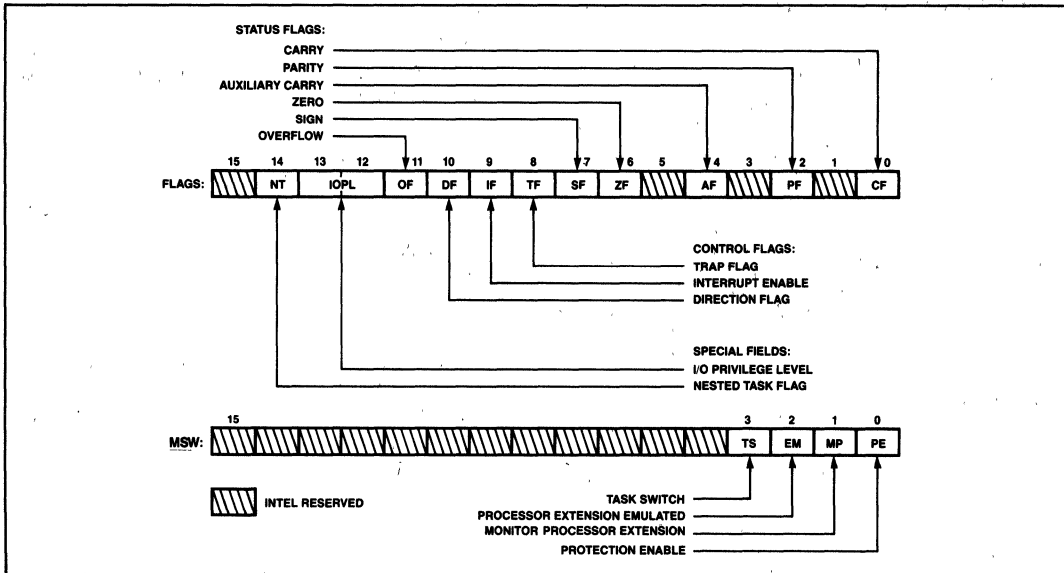 STATUS FLAGS:
CARRY
PARITY
AUXILIARY CARRY
ZERO
SIGN
OVERFLOW
15 14 13 12 11 10 9 8 7 6 5 4 3 2 1 0
FLAGS: NT IOPL OF DF IF TF SF ZF AF PF CF
CONTROL FLAGS:
TRAP FLAG
INTERRUPT ENABLE
DIRECTION FLAG
SPECIAL FIELDS:
I/O PRIVILEGE LEVEL
NESTED TASK FLAG
15 3 2 1 0
MSW: TS EM MP PE
INTEL RESERVED
TASK SWITCH
PROCESSOR EXTENSION EMULATED
MONITOR PROCESSOR EXTENSION
PROTECTION ENABLE